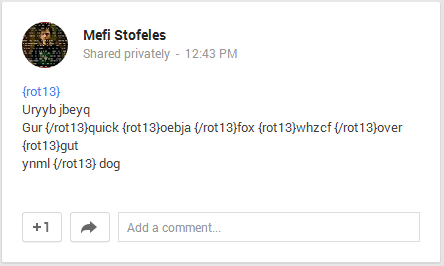 Mefi Stofeles
Shared privately - 12:43 PM
{rot13}
Uryyb jbeyq
Gur {/rot13}quick {rot13}oebja {/rot13}fox {rot13}whzcf {/rot13}over
{rot13}gut
ynml {/rot13} dog
+1
Add a comment...